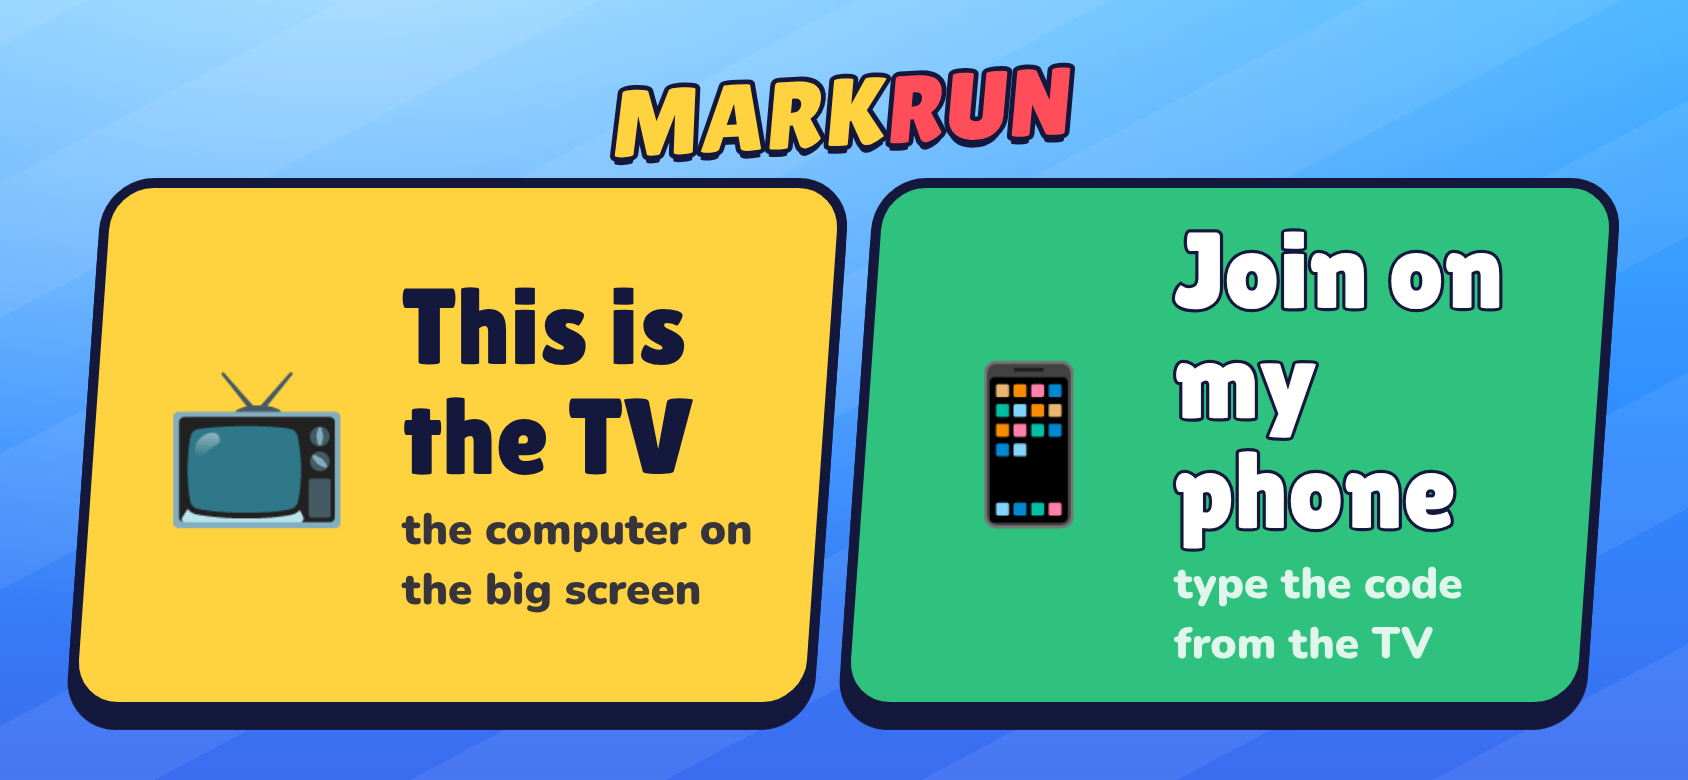 MARKRUN
This is
the TV
the computer on
the big screen
Join on
my
phone
type the code
from the TV